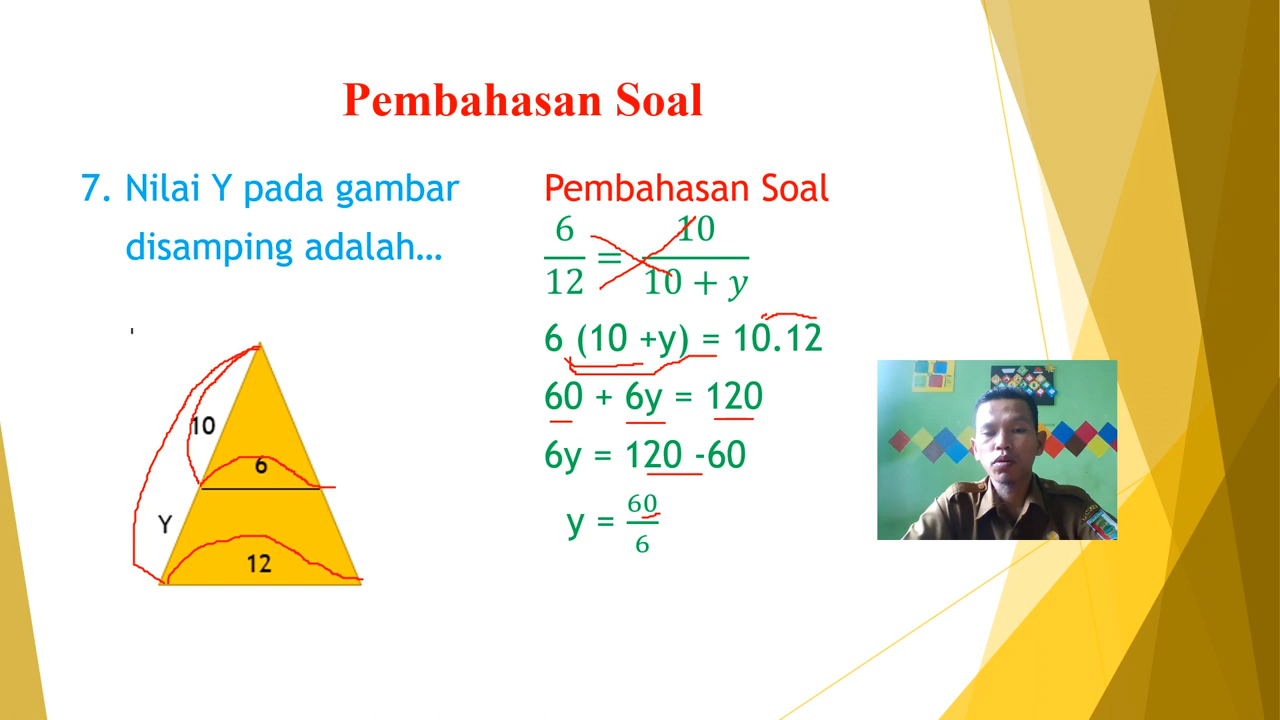 Pembahasan Soal
7. Nilai Y pada gambar
disamping adalah...
10
6
Y
12
Pembahasan Soal
6/12 = 10/(10 + y)
6 (10 +y) = 10.12
60 + 6y = 120
6y = 120 -60
y = 60/6